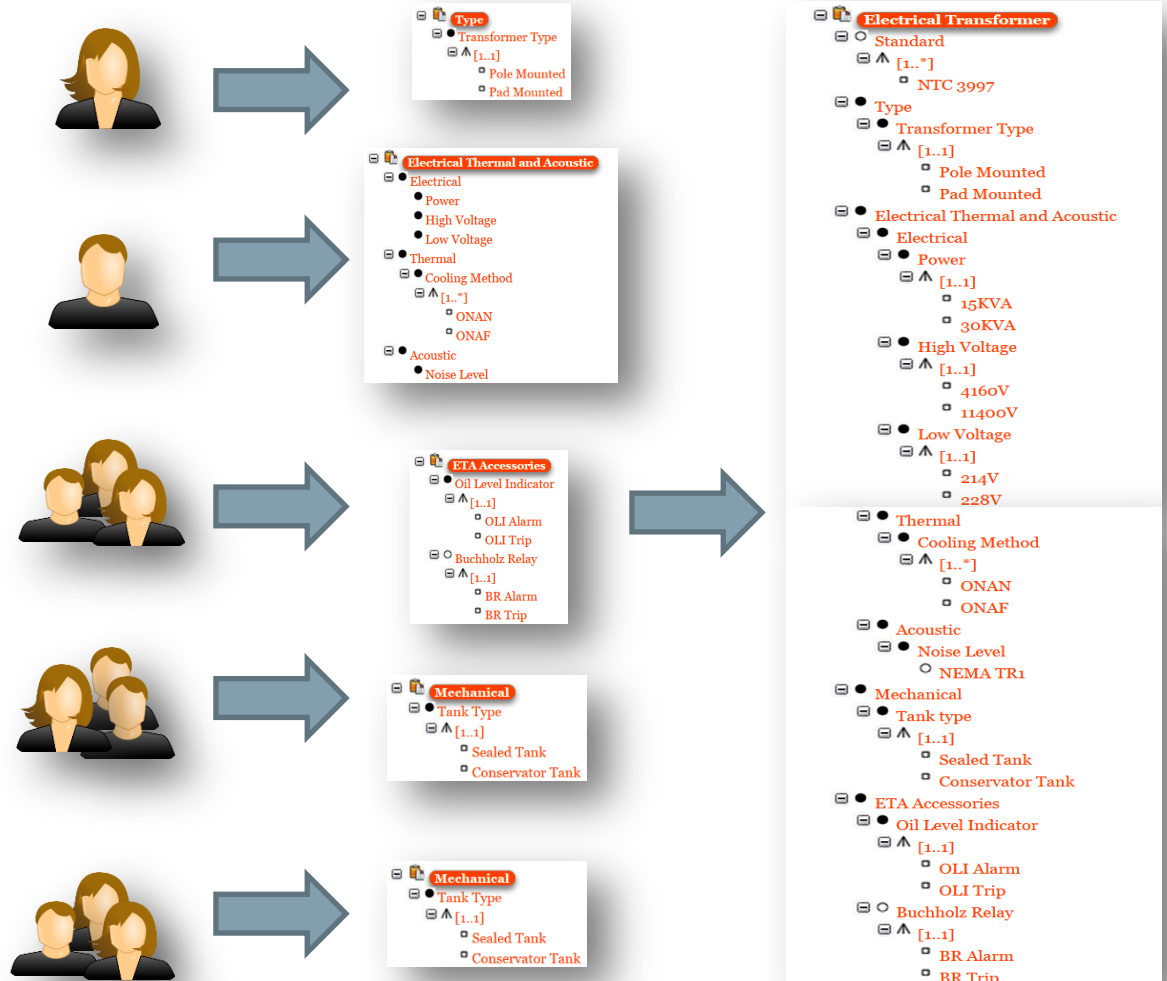 Type
Transformer Type
[1..1]
Pole Mounted
Pad Mounted
Electrical Thermal and Acoustic
Electrical
Power
High Voltage
Low Voltage
Thermal
Cooling Method
[1..*]
ONAN
ONAF
Acoustic
Noise Level
ETA Accessories
Oil Level Indicator
[1..1]
OLI Alarm
OLI Trip
Buchholz Relay
[1..1]
BR Alarm
BR Trip
Mechanical
Tank Type
[1..1]
Sealed Tank
Conservator Tank
Mechanical
Tank Type
[1..1]
Sealed Tank
Conservator Tank
Electrical Transformer
Standard
[1..*]
NTC 3997
Type
Transformer Type
[1..1]
Pole Mounted
Pad Mounted
Electrical Thermal and Acoustic
Electrical
Power
[1..1]
15KVA
30KVA
High Voltage
[1..1]
4160V
11400V
Low Voltage
[1..1]
214V
228V
Thermal
Cooling Method
[1..*]
ONAN
ONAF
Acoustic
Noise Level
NEMA TR1
Mechanical
Tank type
[1..1]
Sealed Tank
Conservator Tank
ETA Accessories
Oil Level Indicator
[1..1]
OLI Alarm
OLI Trip
Buchholz Relay
[1..1]
BR Alarm
BR Trip